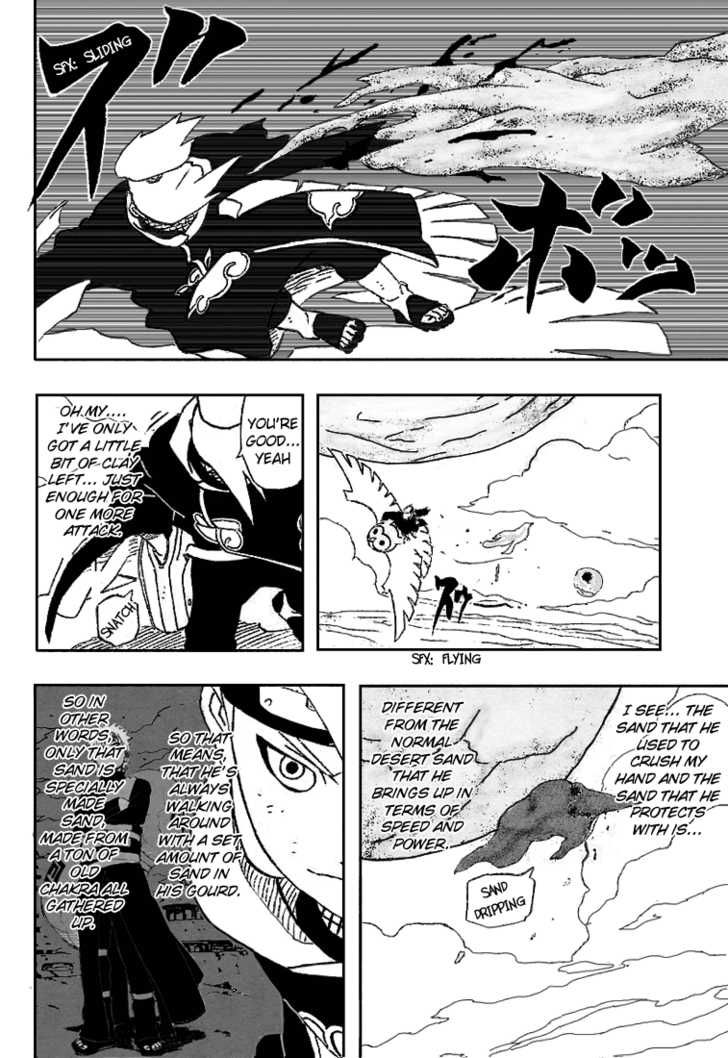 ズ
SFX: SLIDING
ボッ
YOU'RE
GOOD...
YEAH
OH MY....
I'VE ONLY
GOT A LITTLE
BIT OF CLAY
LEFT... JUST
ENOUGH FOR
ONE MORE
ATTACK.
SNATCH
SFX: FLYING
I SEE... THE
SAND THAT HE
USED TO
CRUSH MY
HAND AND THE
SAND THAT HE
PROTECTS
WITH IS...
DIFFERENT
FROM THE
NORMAL
DESERT SAND
THAT HE
BRINGS UP IN
TERMS OF
SPEED AND
POWER.
SAND
DRIPPING
SO THAT
MEANS,
THAT HE'S
ALWAYS
WALKING
AROUND
WITH A SET
AMOUNT OF
SAND IN
HIS GOURD.
SO IN
OTHER
WORDS,
ONLY THAT
SAND IS
SPECIALLY
MADE
SAND,
MADE FROM
A TON OF
OLD
CHAKRA ALL
GATHERED
UP.